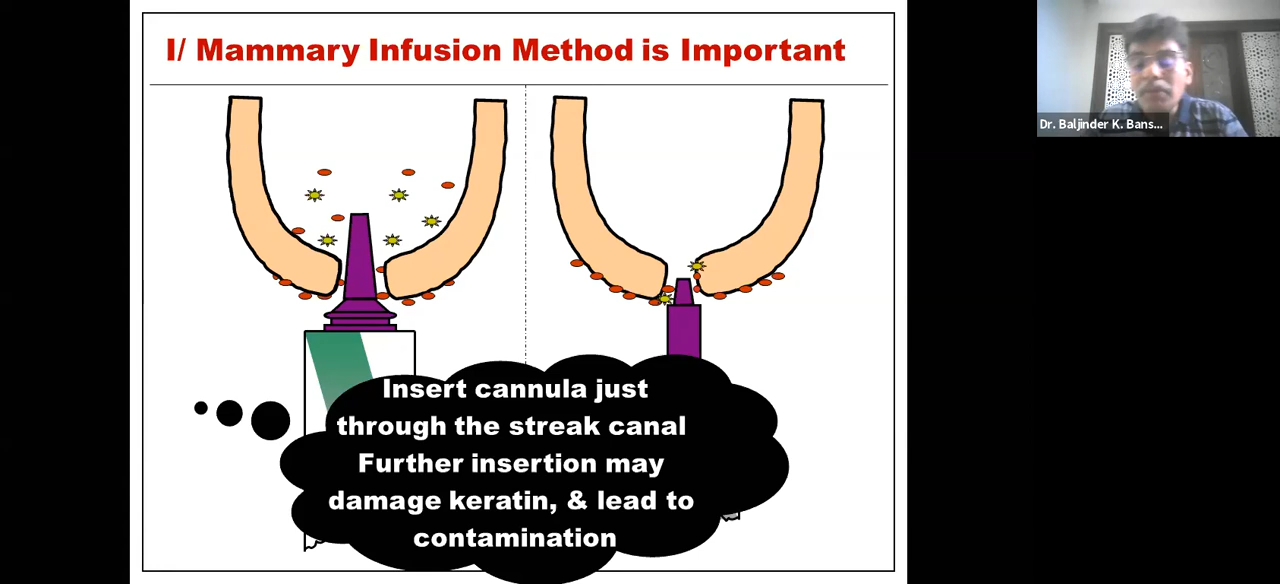 I/ Mammary Infusion Method is Important
Dr. Baljinder K. Bans...
Insert cannula just
through the streak canal
Further insertion may
damage keratin, & lead to
contamination